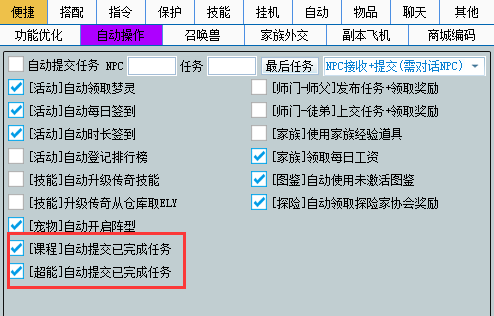 便捷 搭配 指令 保护 技能 挂机 自动 物品 聊天 其他
功能优化 自动操作 召唤兽 家族外交 副本飞机 商城编码
自动提交任务 NPC 任务 最后任务 NPC接收+提交(需对话NPC)
[活动]自动领取梦灵 [师门-师父]发布任务+领取奖励
[活动]自动每日签到 [师门-徒弟]上交任务+领取奖励
[活动]自动时长签到 [家族]使用家族经验道具
[活动]自动登记排行榜 [家族]领取每日工资
[技能]自动升级传奇技能 [图鉴]自动使用未激活图鉴
[技能]升级传奇从仓库取ELY [探险]自动领取探险家协会奖励
[宠物]自动开启阵型
[课程]自动提交已完成任务
[超能]自动提交已完成任务